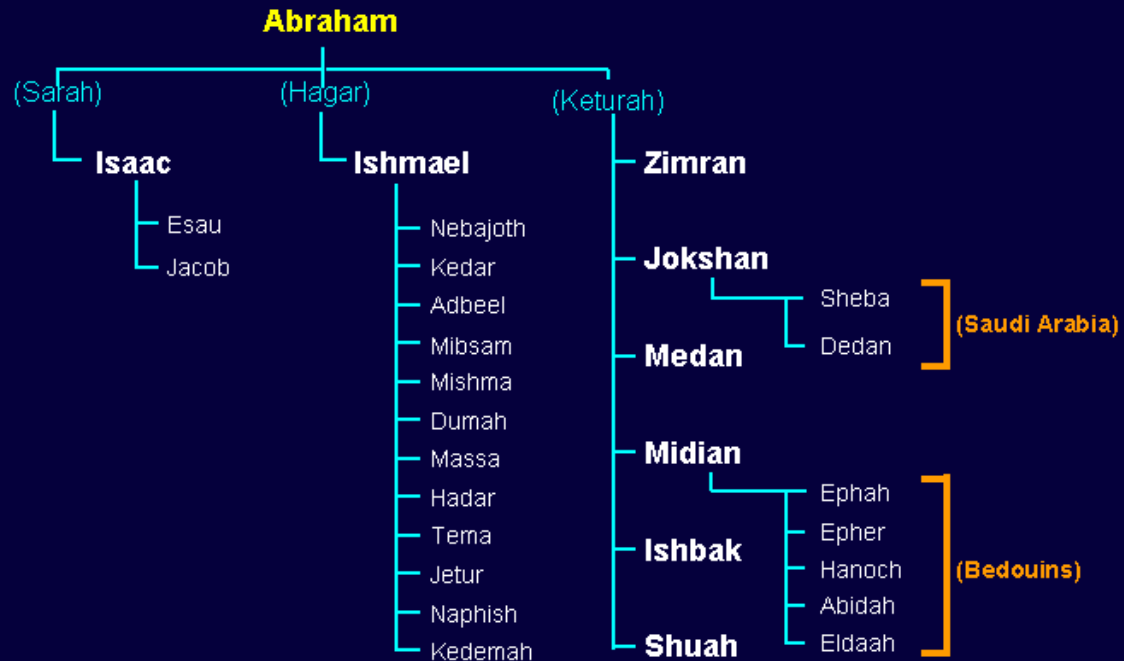 Abraham
(Sarah)
(Hagar)
(Keturah)
Isaac
Esau
Jacob
Ishmael
Nebajoth
Kedar
Adbeel
Mibsam
Mishma
Dumah
Massa
Hadar
Tema
Jetur
Naphish
Kedemah
Zimran
Jokshan
Sheba
Dedan
(Saudi Arabia)
Medan
Midian
Ephah
Epher
Hanoch
Abidah
Eldaah
(Bedouins)
Ishbak
Shuah